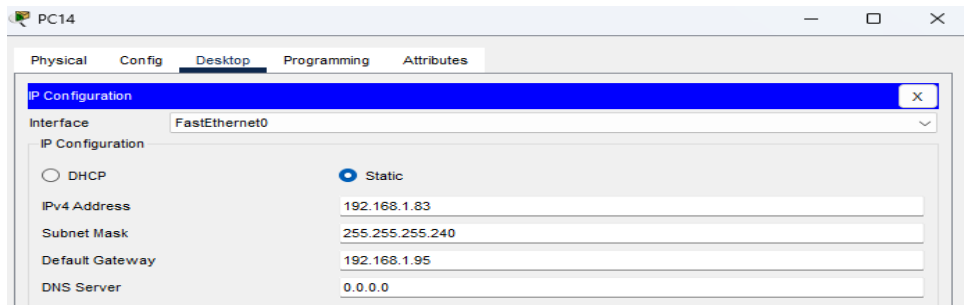 PC14
Physical Config Desktop Programming Attributes
IP Configuration X
Interface FastEthernet0
IP Configuration
DHCP Static
IPv4 Address 192.168.1.83
Subnet Mask 255.255.255.240
Default Gateway 192.168.1.95
DNS Server 0.0.0.0